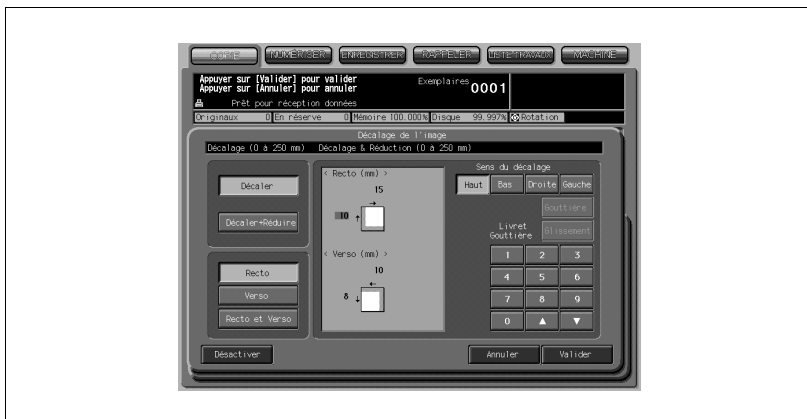 COPIE NUMÉRISER ENREGISTRER RAPPELER LISTE TRAVAUX MACHINE
Appuyer sur [Valider] pour valider
Appuyer sur [Annuler] pour annuler
Exemplaires 0001
Prêt pour réception données
Originaux 0 En réserve 0 Mémoire 100.000% Disque 99.997% Rotation
Décalage de l'image
Décalage (0 à 250 mm) Décalage & Réduction (0 à 250 mm)
Décaler
Décaler+Réduire
Recto
Verso
Recto et Verso
< Recto (mm) >
15
10
< Verso (mm) >
10
8
Sens du décalage
Haut Bas Droite Gauche
Gouttière
Livret
Gouttière
Glissement
1 2 3
4 5 6
7 8 9
0 ▲ ▼
Désactiver Annuler Valider